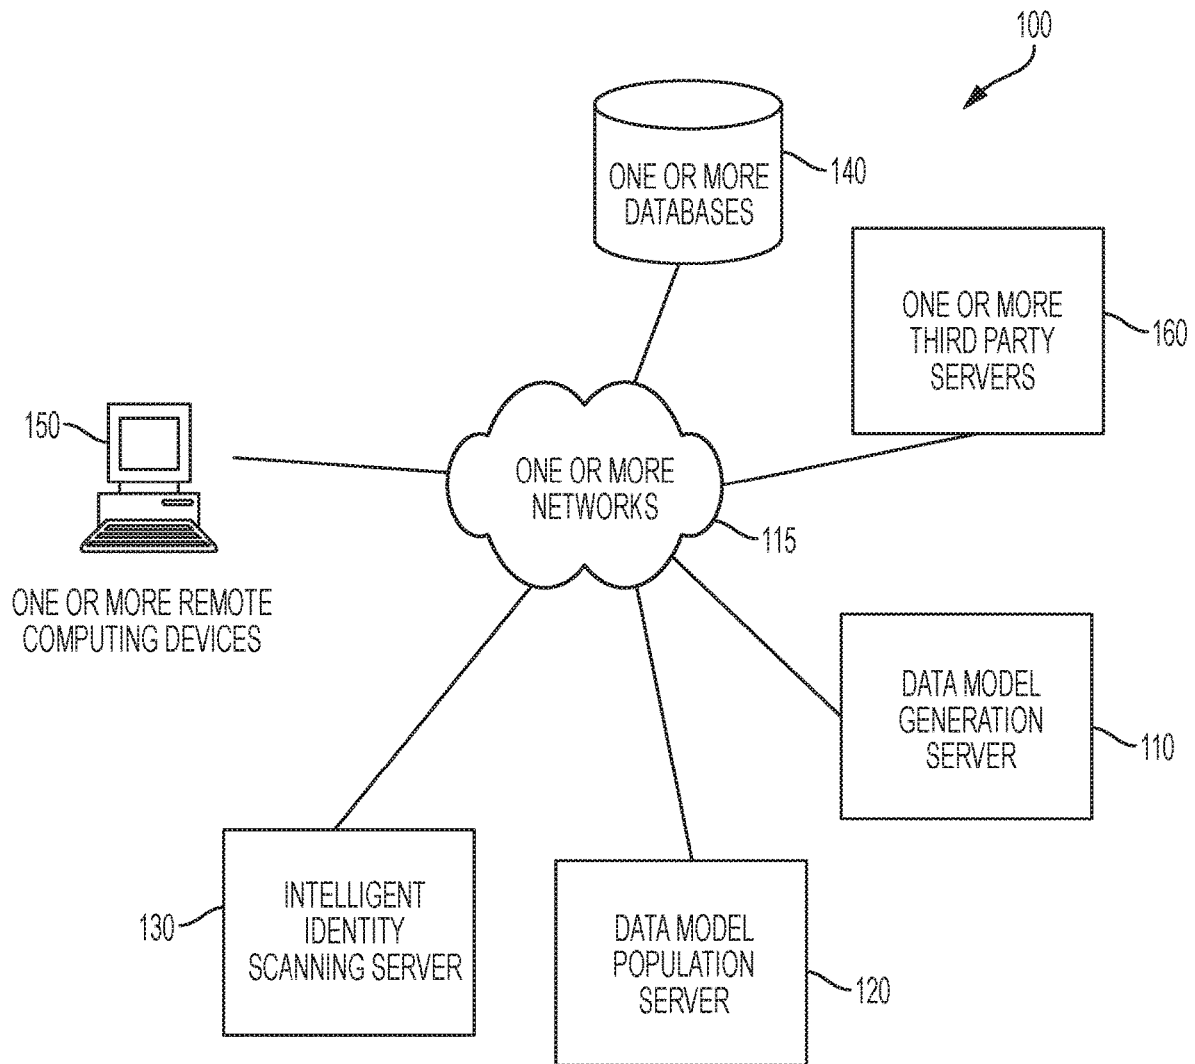 100
ONE OR MORE
DATABASES
140
ONE OR MORE
THIRD PARTY
SERVERS
160
150
ONE OR MORE REMOTE
COMPUTING DEVICES
ONE OR MORE
NETWORKS
115
DATA MODEL
GENERATION
SERVER
110
INTELLIGENT
IDENTITY
SCANNING SERVER
130
DATA MODEL
POPULATION
SERVER
120